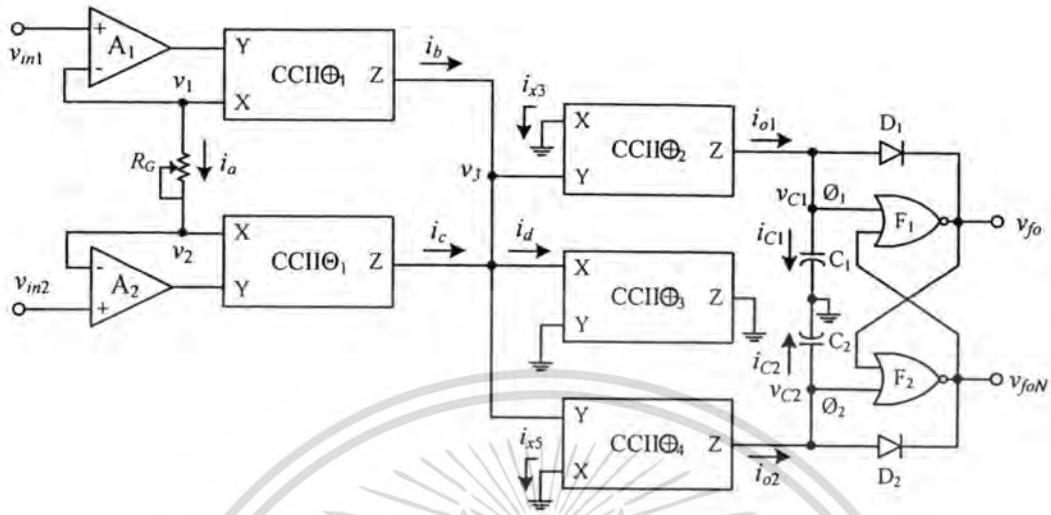 v_in1
+
-
A₁
Y
X
CCII⊕₁
Z
i_b
v₁
R_G
i_a
v₂
-
+
A₂
v_in2
X
Y
CCII⊖₁
Z
i_c
v₃
i_d
i_x3
X
Y
CCII⊕₂
Z
i_o1
X
Y
CCII⊕₃
Z
i_x5
Y
X
CCII⊕₄
Z
i_o2
D₁
v_C1
Ø₁
F₁
v_fo
i_C1
C₁
C₂
i_C2
v_C2
Ø₂
F₂
v_foN
D₂